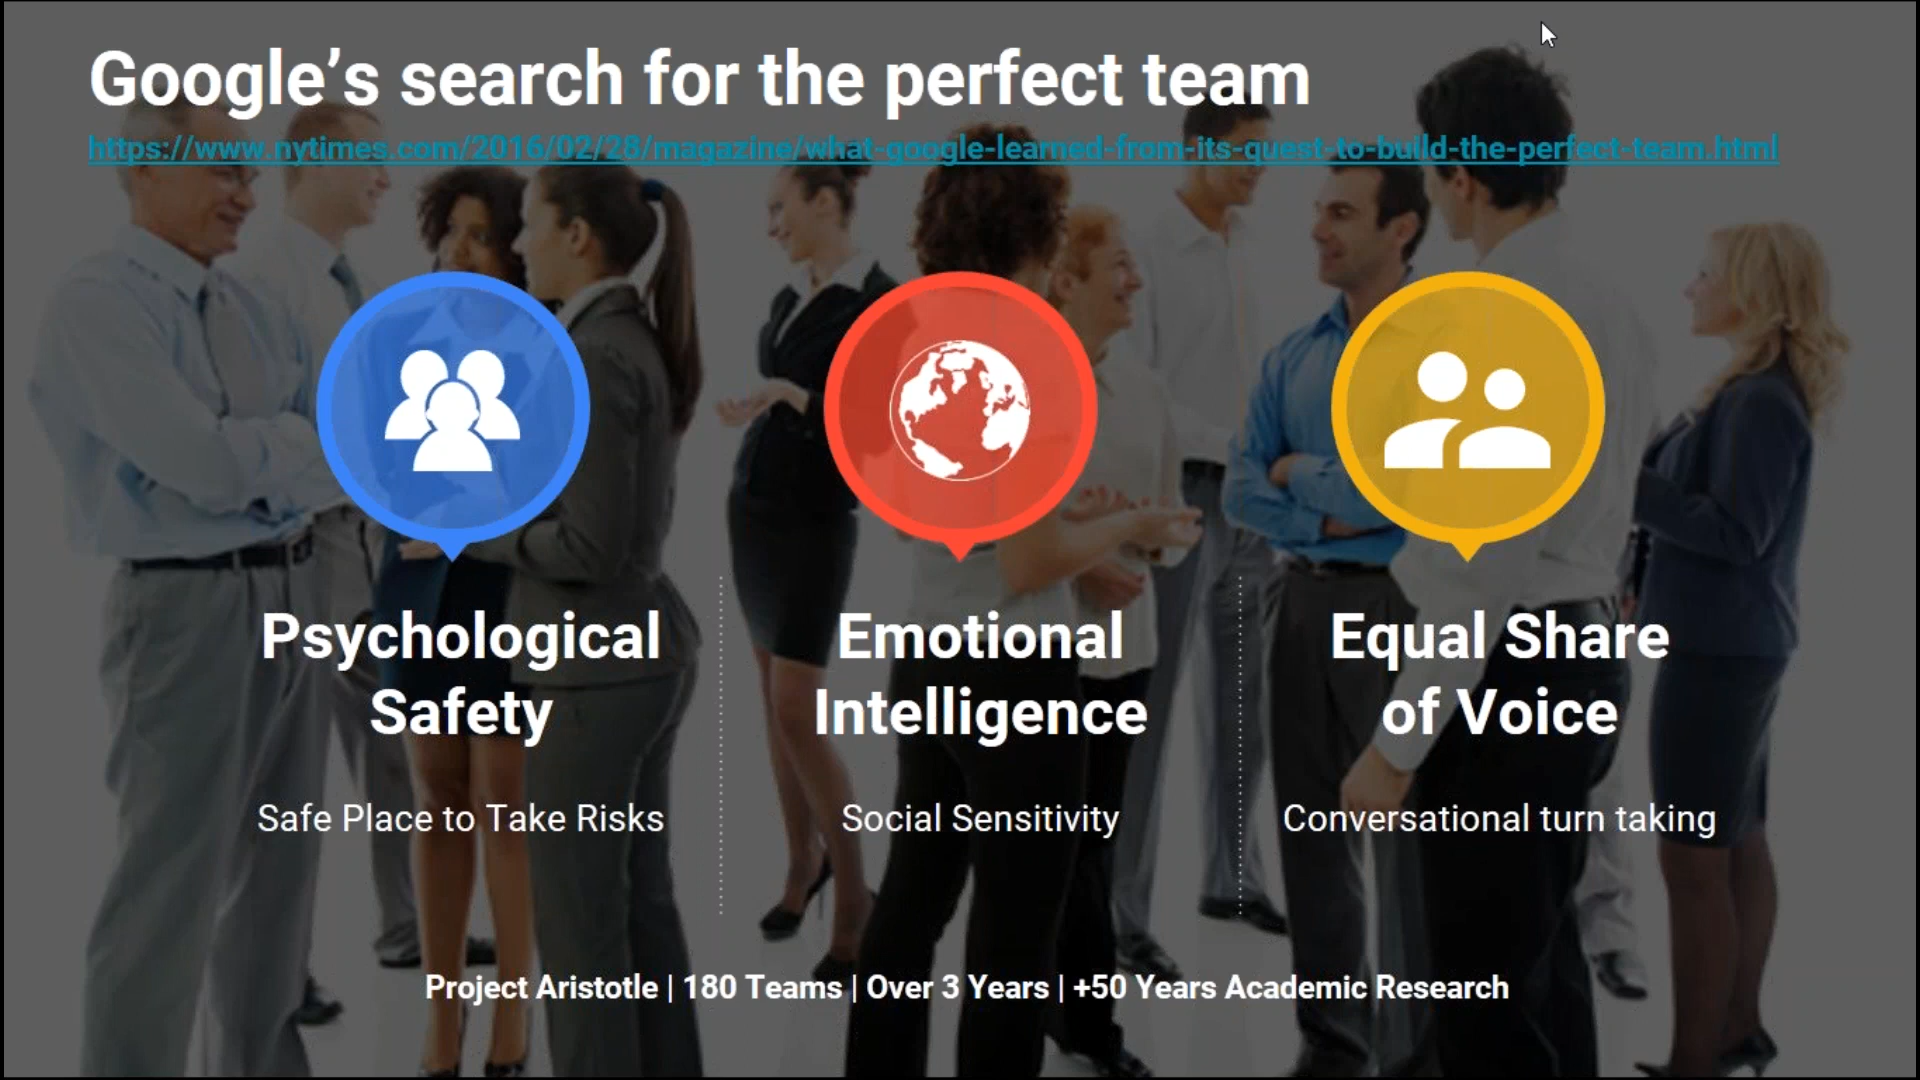 Google’s search for the perfect team
https://www.nytimes.com/2016/02/28/magazine/what-google-learned-from-its-quest-to-build-the-perfect-team.html
Psychological
Safety
Safe Place to Take Risks
Emotional
Intelligence
Social Sensitivity
Equal Share
of Voice
Conversational turn taking
Project Aristotle | 180 Teams | Over 3 Years | +50 Years Academic Research